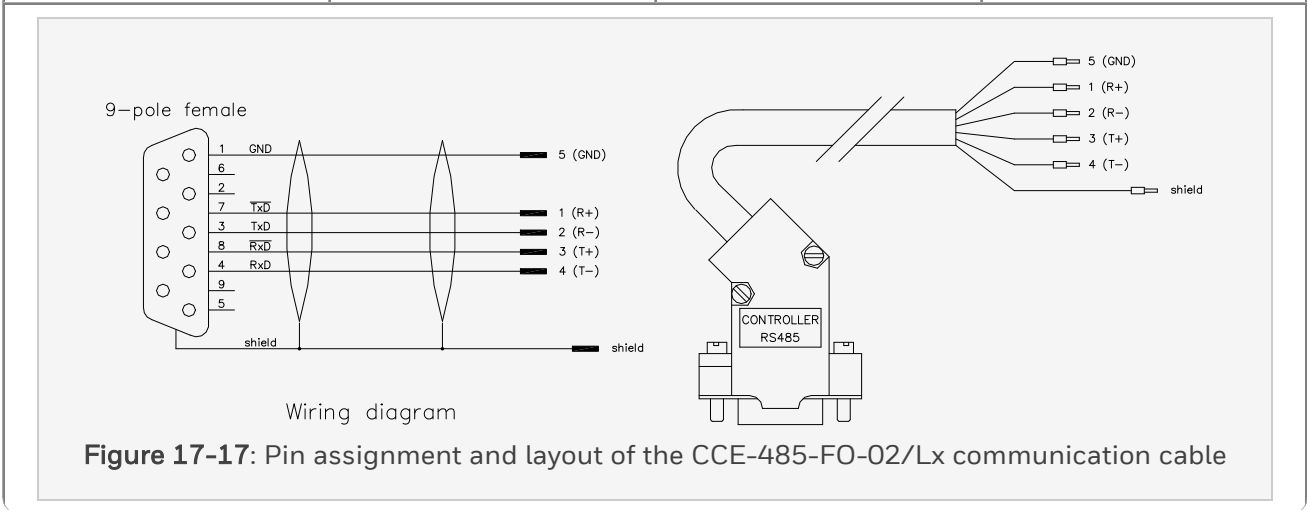 9-pole female
1 GND 5 (GND)
6
2
7 TxD 1 (R+)
3 TxD 2 (R-)
8 RxD 3 (T+)
4 RxD 4 (T-)
9
5
shield shield
Wiring diagram
5 (GND)
1 (R+)
2 (R-)
3 (T+)
4 (T-)
shield
CONTROLLER
RS485
Figure 17-17: Pin assignment and layout of the CCE-485-FO-02/Lx communication cable